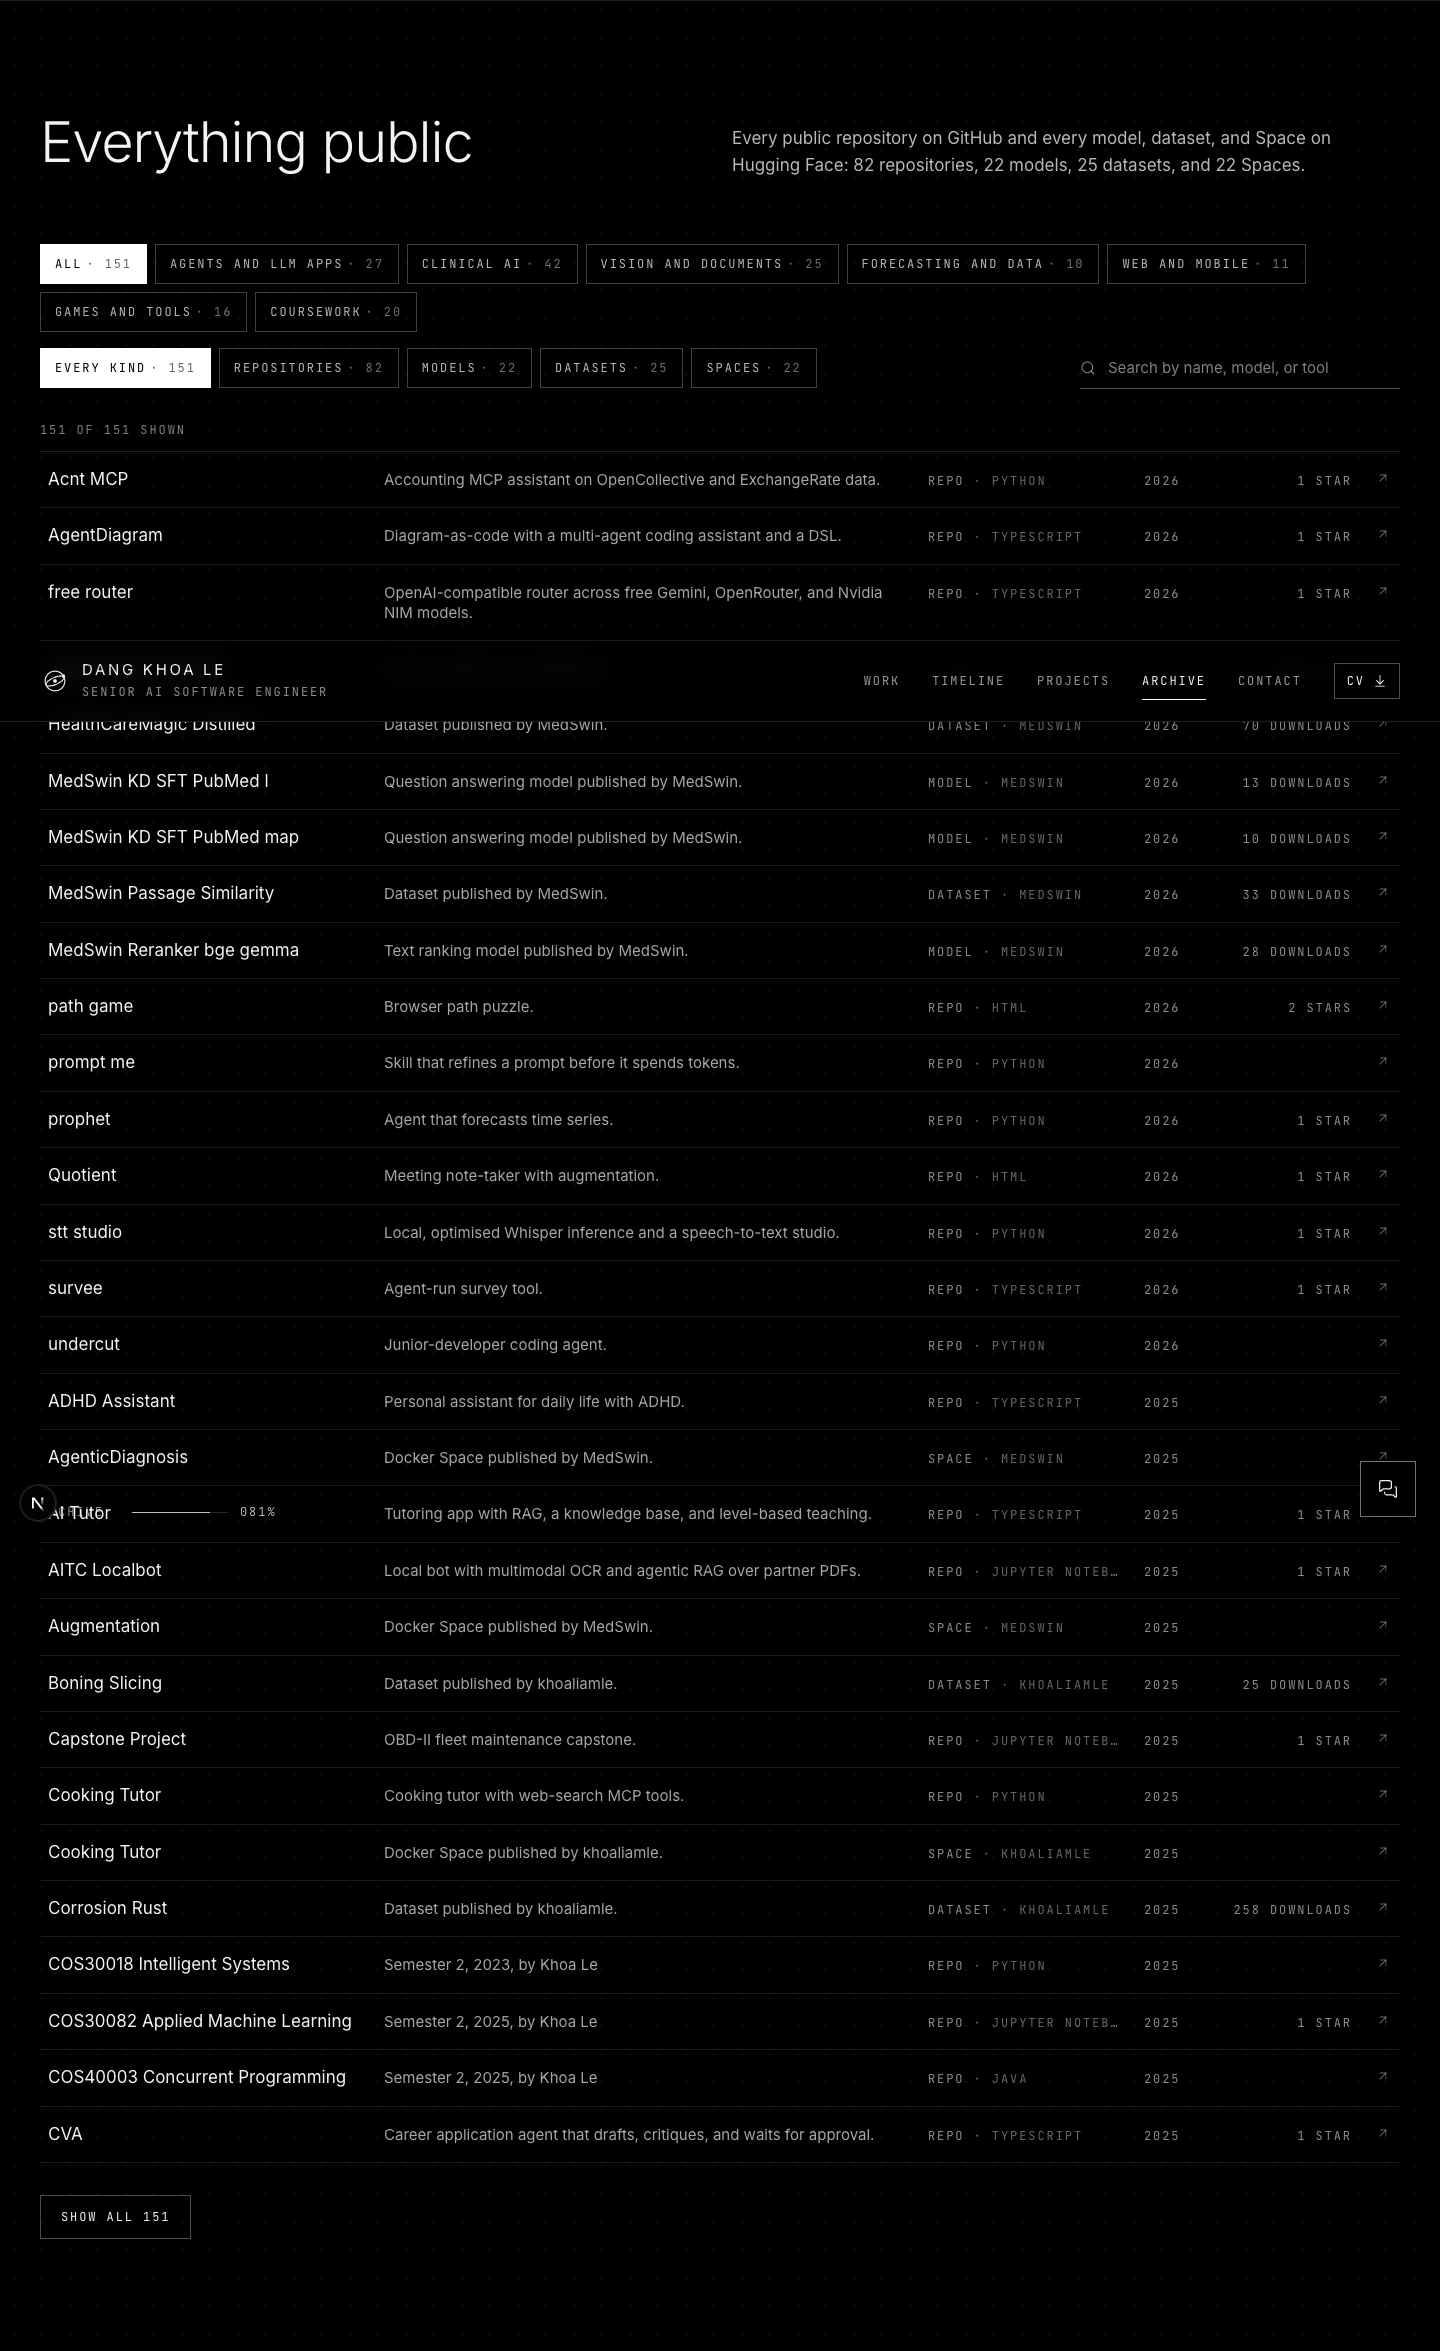 Everything public
Every public repository on GitHub and every model, dataset, and Space on
Hugging Face: 82 repositories, 22 models, 25 datasets, and 22 Spaces.
ALL · 151 AGENTS AND LLM APPS · 27 CLINICAL AI · 42 VISION AND DOCUMENTS · 25 FORECASTING AND DATA · 10 WEB AND MOBILE · 11
GAMES AND TOOLS · 16 COURSEWORK · 20
EVERY KIND · 151 REPOSITORIES · 82 MODELS · 22 DATASETS · 25 SPACES · 22 Search by name, model, or tool
151 OF 151 SHOWN
Acnt MCP Accounting MCP assistant on OpenCollective and ExchangeRate data. REPO · PYTHON 2026 1 STAR
AgentDiagram Diagram-as-code with a multi-agent coding assistant and a DSL. REPO · TYPESCRIPT 2026 1 STAR
free router OpenAI-compatible router across free Gemini, OpenRouter, and Nvidia REPO · TYPESCRIPT 2026 1 STAR
NIM models.
DANG KHOA LE
SENIOR AI SOFTWARE ENGINEER WORK TIMELINE PROJECTS ARCHIVE CONTACT CV
HealthCareMagic Distilled Dataset published by MedSwin. DATASET · MEDSWIN 2026 70 DOWNLOADS
MedSwin KD SFT PubMed l Question answering model published by MedSwin. MODEL · MEDSWIN 2026 13 DOWNLOADS
MedSwin KD SFT PubMed map Question answering model published by MedSwin. MODEL · MEDSWIN 2026 10 DOWNLOADS
MedSwin Passage Similarity Dataset published by MedSwin. DATASET · MEDSWIN 2026 33 DOWNLOADS
MedSwin Reranker bge gemma Text ranking model published by MedSwin. MODEL · MEDSWIN 2026 28 DOWNLOADS
path game Browser path puzzle. REPO · HTML 2026 2 STARS
prompt me Skill that refines a prompt before it spends tokens. REPO · PYTHON 2026
prophet Agent that forecasts time series. REPO · PYTHON 2026 1 STAR
Quotient Meeting note-taker with augmentation. REPO · HTML 2026 1 STAR
stt studio Local, optimised Whisper inference and a speech-to-text studio. REPO · PYTHON 2026 1 STAR
survee Agent-run survey tool. REPO · TYPESCRIPT 2026 1 STAR
undercut Junior-developer coding agent. REPO · PYTHON 2026
ADHD Assistant Personal assistant for daily life with ADHD. REPO · TYPESCRIPT 2025
AgenticDiagnosis Docker Space published by MedSwin. SPACE · MEDSWIN 2025
AI Tutor 081% Tutoring app with RAG, a knowledge base, and level-based teaching. REPO · TYPESCRIPT 2025 1 STAR
AITC Localbot Local bot with multimodal OCR and agentic RAG over partner PDFs. REPO · JUPYTER NOTEB… 2025 1 STAR
Augmentation Docker Space published by MedSwin. SPACE · MEDSWIN 2025
Boning Slicing Dataset published by khoaliamle. DATASET · KHOALIAMLE 2025 25 DOWNLOADS
Capstone Project OBD-II fleet maintenance capstone. REPO · JUPYTER NOTEB… 2025 1 STAR
Cooking Tutor Cooking tutor with web-search MCP tools. REPO · PYTHON 2025
Cooking Tutor Docker Space published by khoaliamle. SPACE · KHOALIAMLE 2025
Corrosion Rust Dataset published by khoaliamle. DATASET · KHOALIAMLE 2025 258 DOWNLOADS
COS30018 Intelligent Systems Semester 2, 2023, by Khoa Le REPO · PYTHON 2025
COS30082 Applied Machine Learning Semester 2, 2025, by Khoa Le REPO · JUPYTER NOTEB… 2025 1 STAR
COS40003 Concurrent Programming Semester 2, 2025, by Khoa Le REPO · JAVA 2025
CVA Career application agent that drafts, critiques, and waits for approval. REPO · TYPESCRIPT 2025 1 STAR
SHOW ALL 151